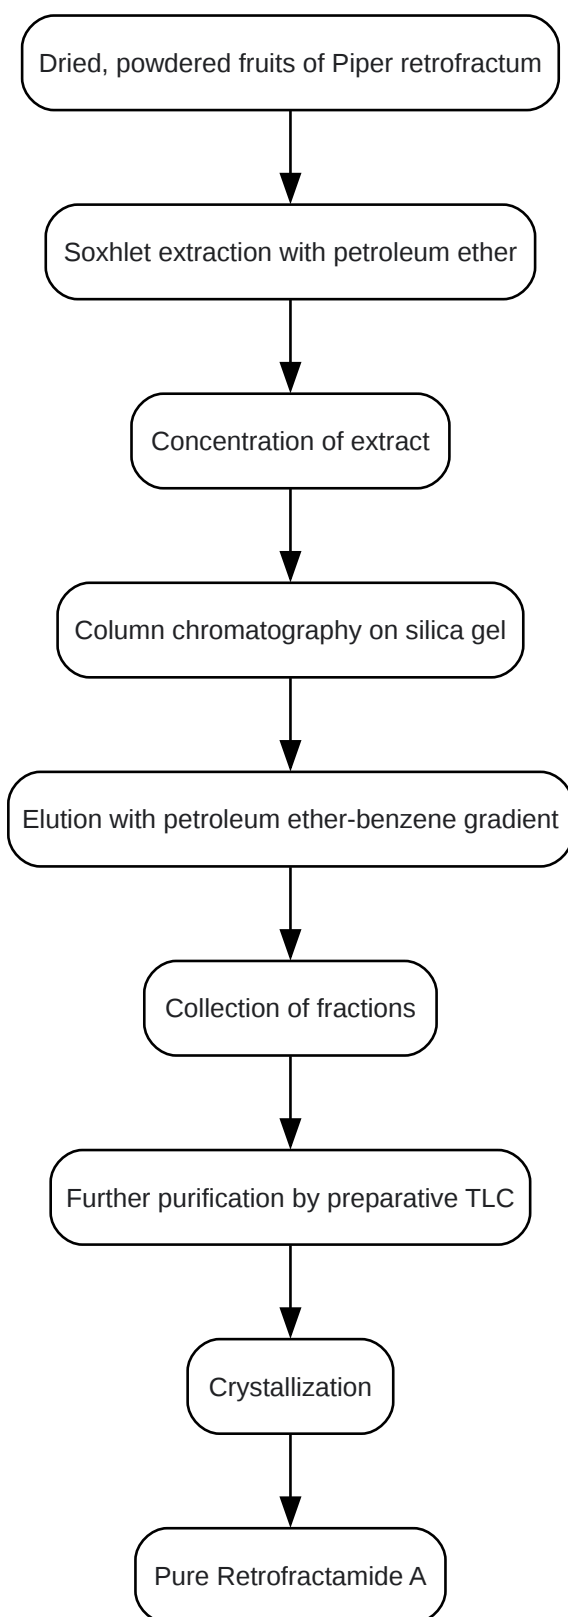 Dried, powdered fruits of Piper retrofractum
Soxhlet extraction with petroleum ether
Concentration of extract
Column chromatography on silica gel
Elution with petroleum ether-benzene gradient
Collection of fractions
Further purification by preparative TLC
Crystallization
Pure Retrofractamide A